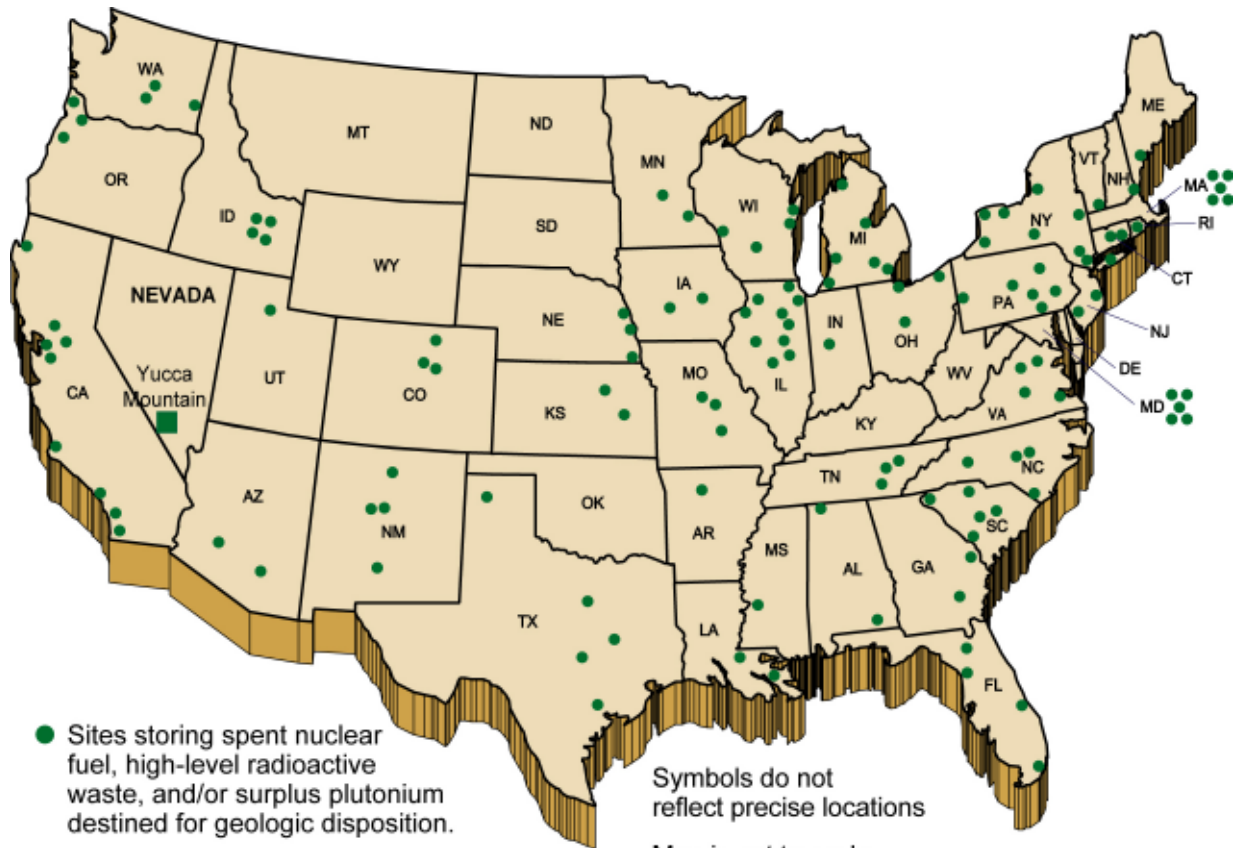 WA
MT
ND
MN
ME
VT
NH
MA
OR
ID
SD
WI
MI
NY
RI
WY
IA
CT
NEVADA
NE
PA
NJ
Yucca
Mountain
UT
CO
IL
IN
OH
WV
DE
CA
KS
MO
KY
VA
MD
AZ
NM
OK
AR
TN
NC
SC
TX
LA
MS
AL
GA
FL
Sites storing spent nuclear
fuel, high-level radioactive
waste, and/or surplus plutonium
destined for geologic disposition.
Symbols do not
reflect precise locations